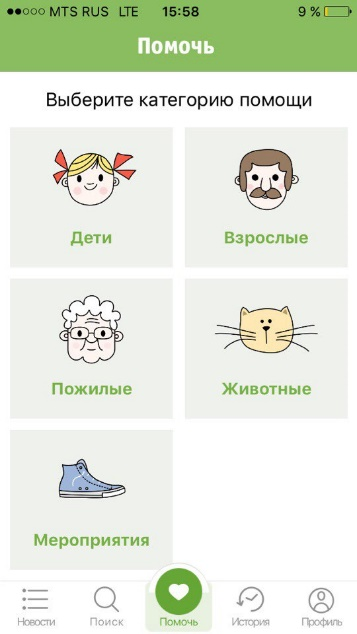 MTS RUS LTE 15:58 9 %
Помочь
Выберите категорию помощи
Дети Взрослые
Пожилые Животные
Мероприятия
Новости Поиск Помочь История Профиль